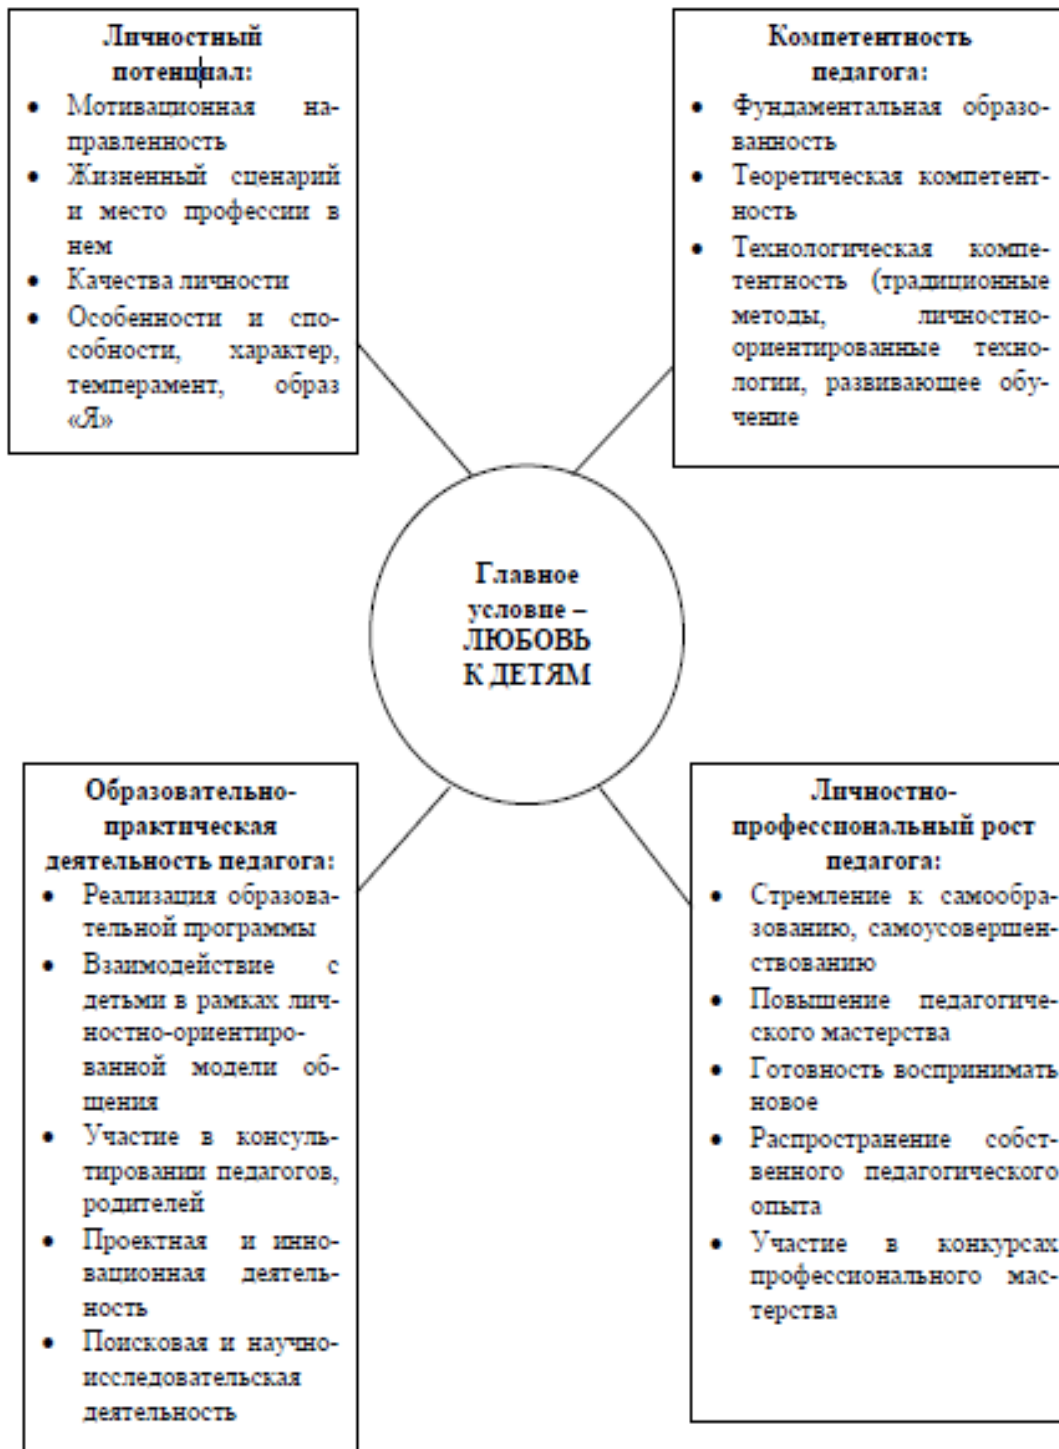 Личностный
потенциал:
• Мотивационная на-
правленность
• Жизненный сценарий
и место профессии в
нем
• Качества личности
• Особенности и спо-
собности, характер,
темперамент, образ
«Я»
Компетентность
педагога:
• Фундаментальная образо-
ванность
• Теоретическая компетент-
ность
• Технологическая компе-
тентность (традиционные
методы, личностно-
ориентированные техно-
логии, развивающее обу-
чение
Главное
условие –
ЛЮБОВЬ
К ДЕТЯМ
Образовательно-
практическая
деятельность педагога:
• Реализация образова-
тельной программы
• Взаимодействие с
детьми в рамках лич-
ностно-ориентиро-
ванной модели об-
щения
• Участие в консуль-
тировании педагогов,
родителей
• Проектная и инно-
вационная деятель-
ность
• Поисковая и научно-
исследовательская
деятельность
Личностно-
профессиональный рост
педагога:
• Стремление к самообра-
зованию, самоусовершен-
ствованию
• Повышение педагогиче-
ского мастерства
• Готовность воспринимать
новое
• Распространение собст-
венного педагогического
опыта
• Участие в конкурсах
профессионального мас-
терства